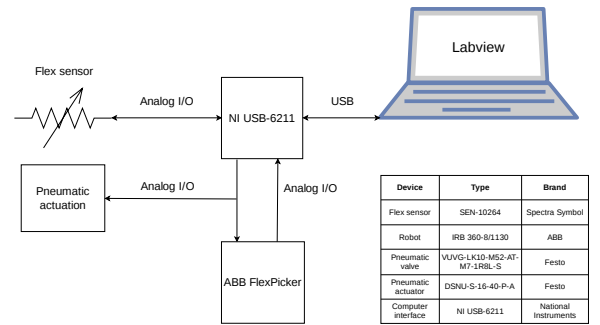 Labview
Flex sensor
Analog I/O
NI USB-6211
USB
Pneumatic
actuation
Analog I/O
Analog I/O
ABB FlexPicker
Device Type Brand
Flex sensor SEN-10264 Spectra Symbol
Robot IRB 360-8/1130 ABB
Pneumatic
valve
VUVG-LK10-M52-AT-
M7-1R8L-S
Festo
Pneumatic
actuator
DSNU-S-16-40-P-A
Festo
Computer
interface
NI USB-6211
National
Instruments